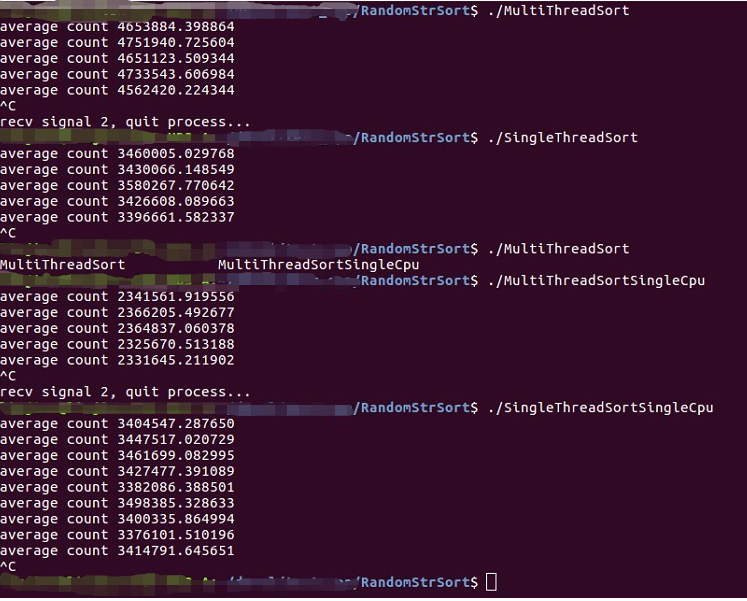 /RandomStrSort$ ./MultiThreadSort
average count 4653884.398864
average count 4751940.725604
average count 4651123.509344
average count 4733543.606984
average count 4562420.224344
^C
recv signal 2, quit process...
/RandomStrSort$ ./SingleThreadSort
average count 3460005.029768
average count 3430066.148549
average count 3580267.770642
average count 3426608.089663
average count 3396661.582337
^C
/RandomStrSort$ ./MultiThreadSort
MultiThreadSort MultiThreadSortSingleCpu
/RandomStrSort$ ./MultiThreadSortSingleCpu
average count 2341561.919556
average count 2366205.492677
average count 2364837.060378
average count 2325670.513188
average count 2331645.211902
^C
recv signal 2, quit process...
/RandomStrSort$ ./SingleThreadSortSingleCpu
average count 3404547.287650
average count 3447517.020729
average count 3461699.082995
average count 3427477.391089
average count 3382086.388501
average count 3498385.328633
average count 3400335.864994
average count 3376101.510196
average count 3414791.645651
^C
/RandomStrSort$